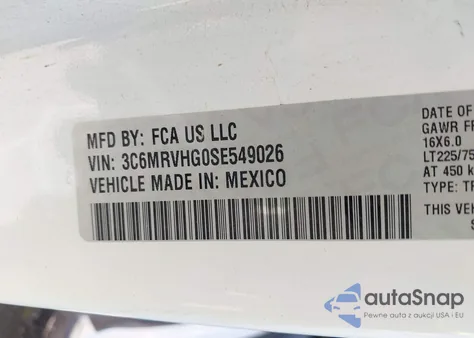 MFD BY: FCA US LLC
VIN: 3C6MRVHG0SE549026
VEHICLE MADE IN: MEXICO
DATE OF
GAWR FR
16X6.0
LT225/75
AT 450 k
TYPE: TR
THIS VEH
autoSnap
Pewne auta z aukcji USA i EU